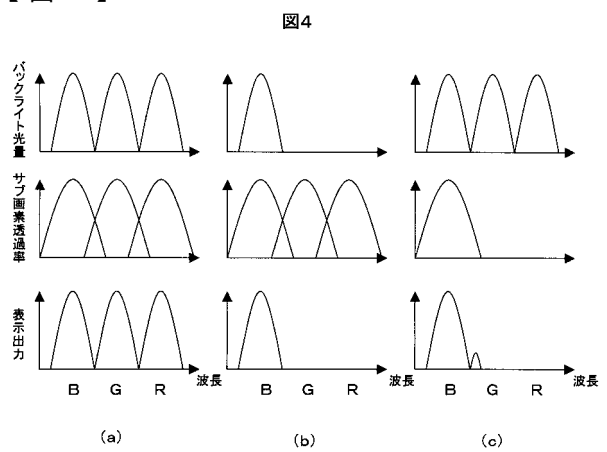 図4
バックライト光量
サブ画素透過率
表示出力
B G R 波長
B G R 波長
B G R 波長
(a) (b) (c)